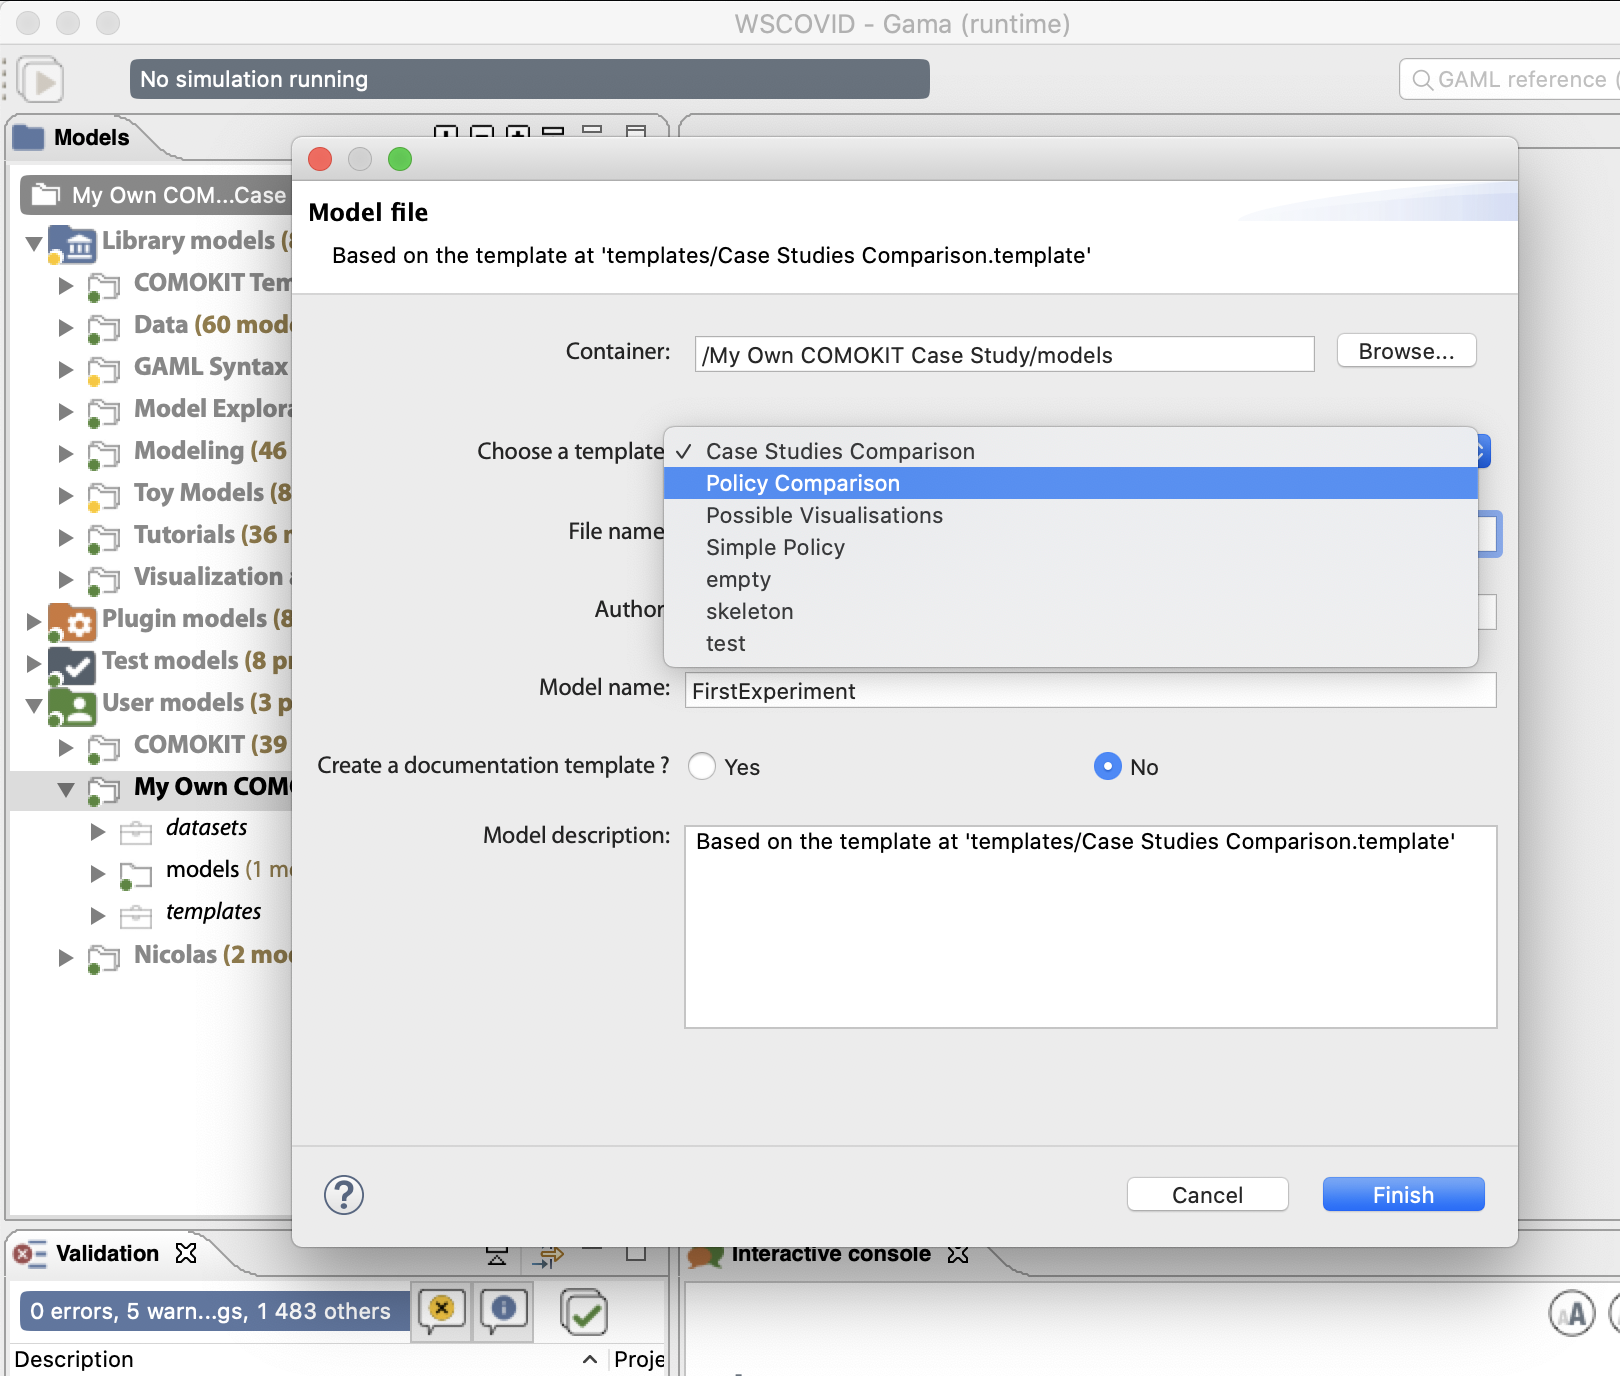 WSCOVID - Gama (runtime)
No simulation running
GAML reference (
Models
My Own COM...Case
Library models (8
COMOKIT Tem
Data (60 mod
GAML Syntax
Model Explora
Modeling (46
Toy Models (8
Tutorials (36 m
Visualization a
Plugin models (8
Test models (8 pr
User models (3 p
COMOKIT (39
My Own COMO
datasets
models (1 mo
templates
Nicolas (2 mo
Model file
Based on the template at 'templates/Case Studies Comparison.template'
Container:
/My Own COMOKIT Case Study/models
Browse...
Choose a template
✓ Case Studies Comparison
Policy Comparison
Possible Visualisations
Simple Policy
empty
skeleton
test
File name
Author
Model name:
FirstExperiment
Create a documentation template ?
Yes
No
Model description:
Based on the template at 'templates/Case Studies Comparison.template'
?
Cancel
Finish
Validation
0 errors, 5 warn...gs, 1 483 others
Description
Proje
Interactive console
AA